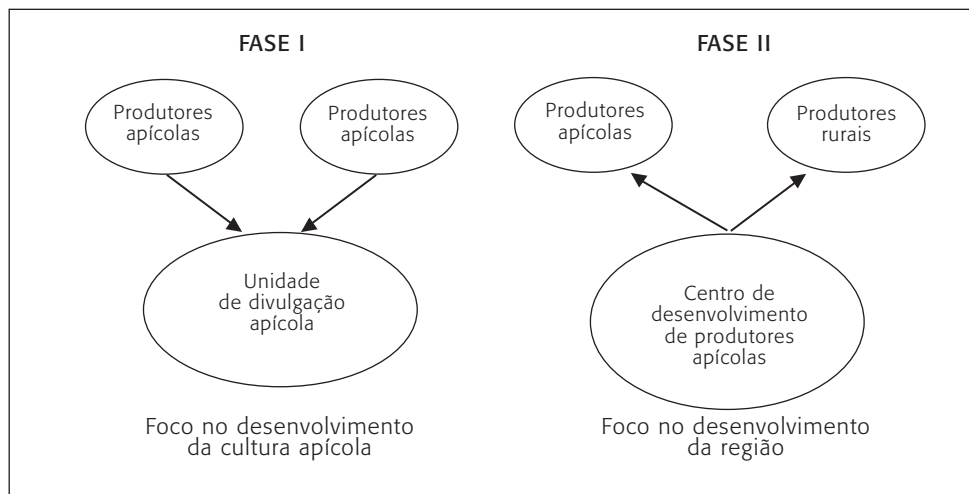 FASE I
Produtores
apícolas
Produtores
apícolas
Unidade
de divulgação
apícola
Foco no desenvolvimento
da cultura apícola
FASE II
Produtores
apícolas
Produtores
rurais
Centro de
desenvolvimento
de produtores
apícolas
Foco no desenvolvimento
da região